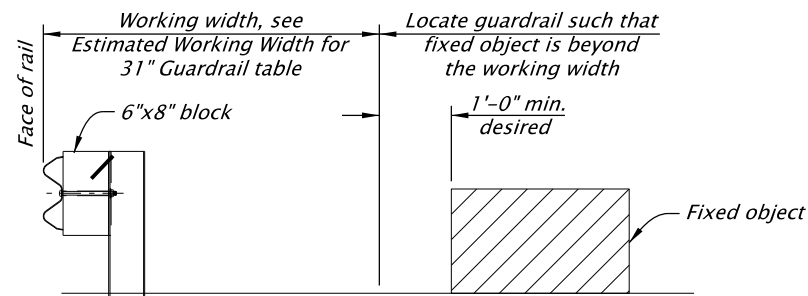 Working width, see
Estimated Working Width for
31" Guardrail table
Locate guardrail such that
fixed object is beyond
the working width
Face of rail
6"x8" block
1'-0" min.
desired
Fixed object